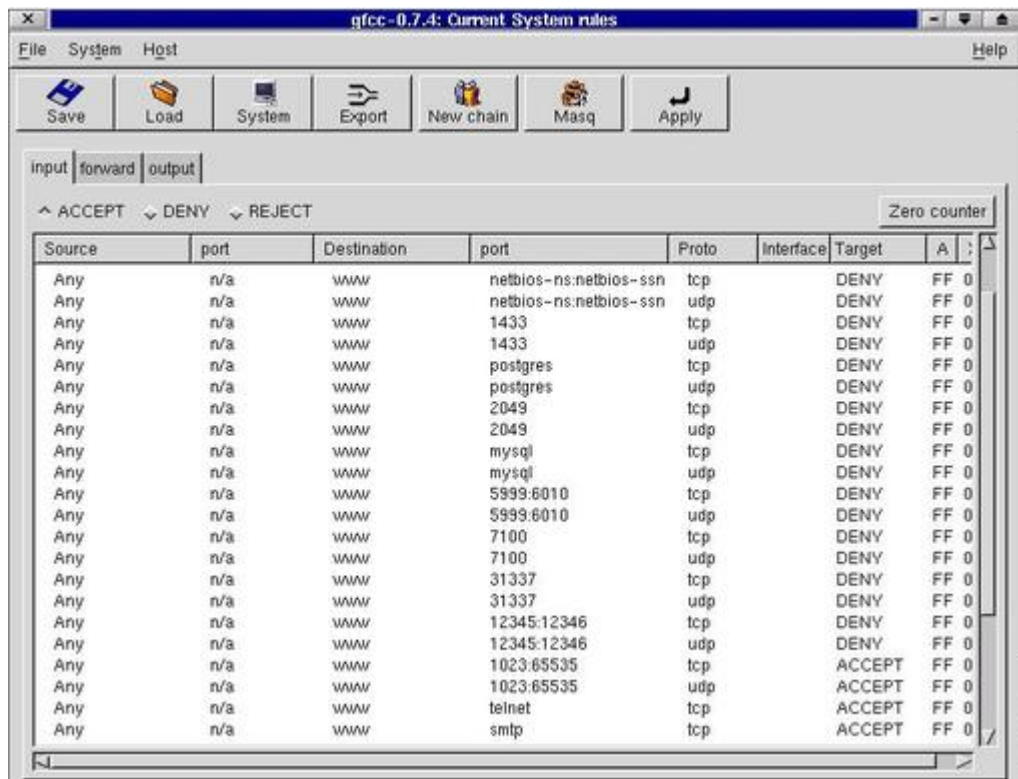 gfcc-0.7.4: Current System rules
File System Host Help
Save Load System Export New chain Masq Apply
input forward output
ACCEPT DENY REJECT Zero counter
Source port Destination port Proto Interface Target A
Any n/a www netbios-ns:netbios-ssn tcp DENY FF 0
Any n/a www netbios-ns:netbios-ssn udp DENY FF 0
Any n/a www 1433 tcp DENY FF 0
Any n/a www 1433 udp DENY FF 0
Any n/a www postgres tcp DENY FF 0
Any n/a www postgres udp DENY FF 0
Any n/a www 2049 tcp DENY FF 0
Any n/a www 2049 udp DENY FF 0
Any n/a www mysql tcp DENY FF 0
Any n/a www mysql udp DENY FF 0
Any n/a www 5999:6010 tcp DENY FF 0
Any n/a www 5999:6010 udp DENY FF 0
Any n/a www 7100 tcp DENY FF 0
Any n/a www 7100 udp DENY FF 0
Any n/a www 31337 tcp DENY FF 0
Any n/a www 31337 udp DENY FF 0
Any n/a www 12345:12346 tcp DENY FF 0
Any n/a www 12345:12346 udp DENY FF 0
Any n/a www 1023:65535 tcp ACCEPT FF 0
Any n/a www 1023:65535 udp ACCEPT FF 0
Any n/a www telnet tcp ACCEPT FF 0
Any n/a www smtp tcp ACCEPT FF 0